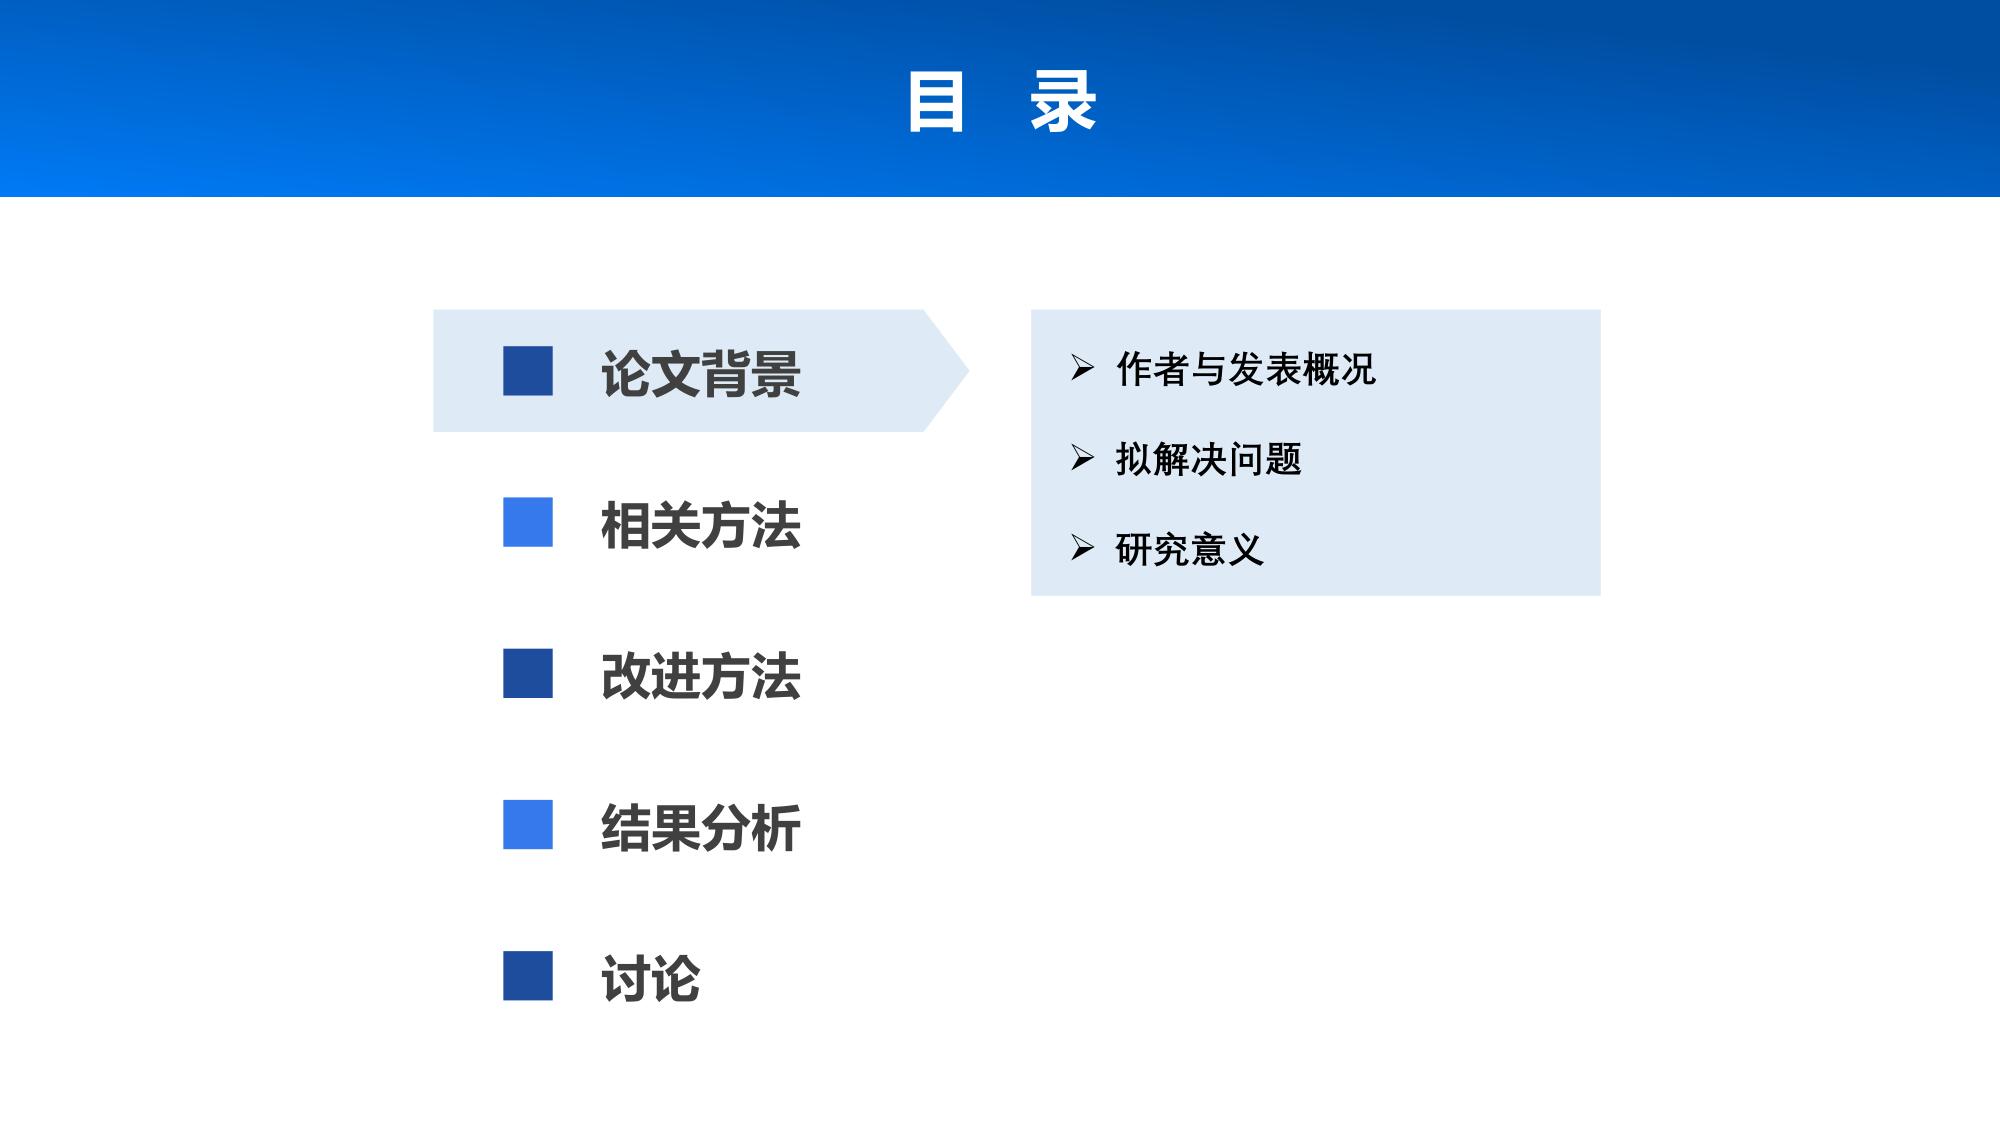 目 录
论文背景
相关方法
改进方法
结果分析
讨论
作者与发表概况
拟解决问题
研究意义